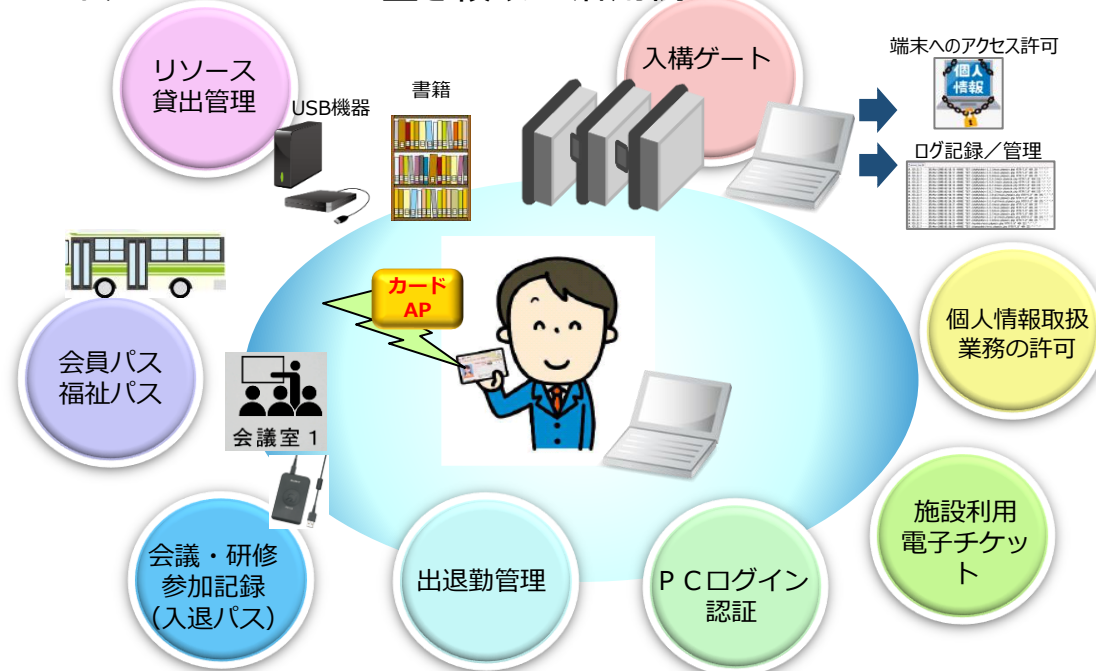 リソース
貸出管理
USB機器
書籍
入構ゲート
端末へのアクセス許可
個人
情報
ログ記録／管理
カード
AP
会員パス
福祉パス
会議室１
個人情報取扱
業務の許可
施設利用
電子チケッ
ト
会議・研修
参加記録
（入退パス）
出退勤管理
ＰＣログイン
認証